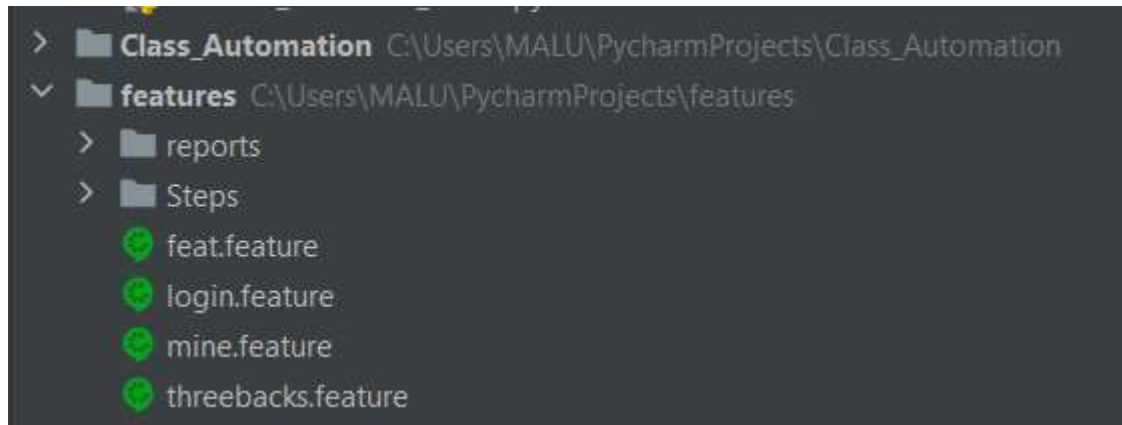 Class_Automation C:\Users\MALU\PycharmProjects\Class_Automation
features C:\Users\MALU\PycharmProjects\features
reports
Steps
feat.feature
login.feature
mine.feature
threebacks.feature